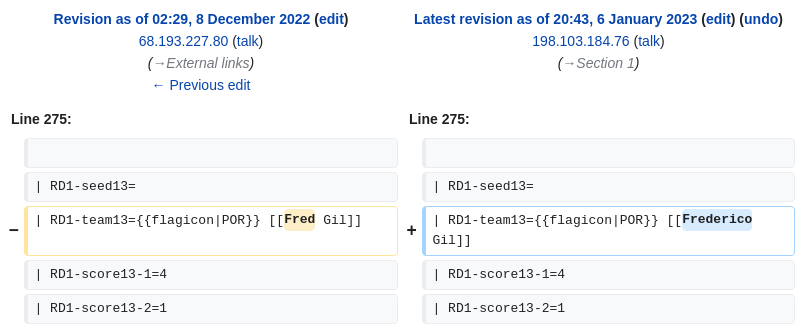 Revision as of 02:29, 8 December 2022 (edit)
68.193.227.80 (talk)
(→External links)
← Previous edit
Latest revision as of 20:43, 6 January 2023 (edit) (undo)
198.103.184.76 (talk)
(→Section 1)
Line 275:
Line 275:
| RD1-seed13=
| RD1-seed13=
− | RD1-team13={{flagicon|POR}} [[Fred Gil]]
+ | RD1-team13={{flagicon|POR}} [[Frederico
Gil]]
| RD1-score13-1=4
| RD1-score13-1=4
| RD1-score13-2=1
| RD1-score13-2=1